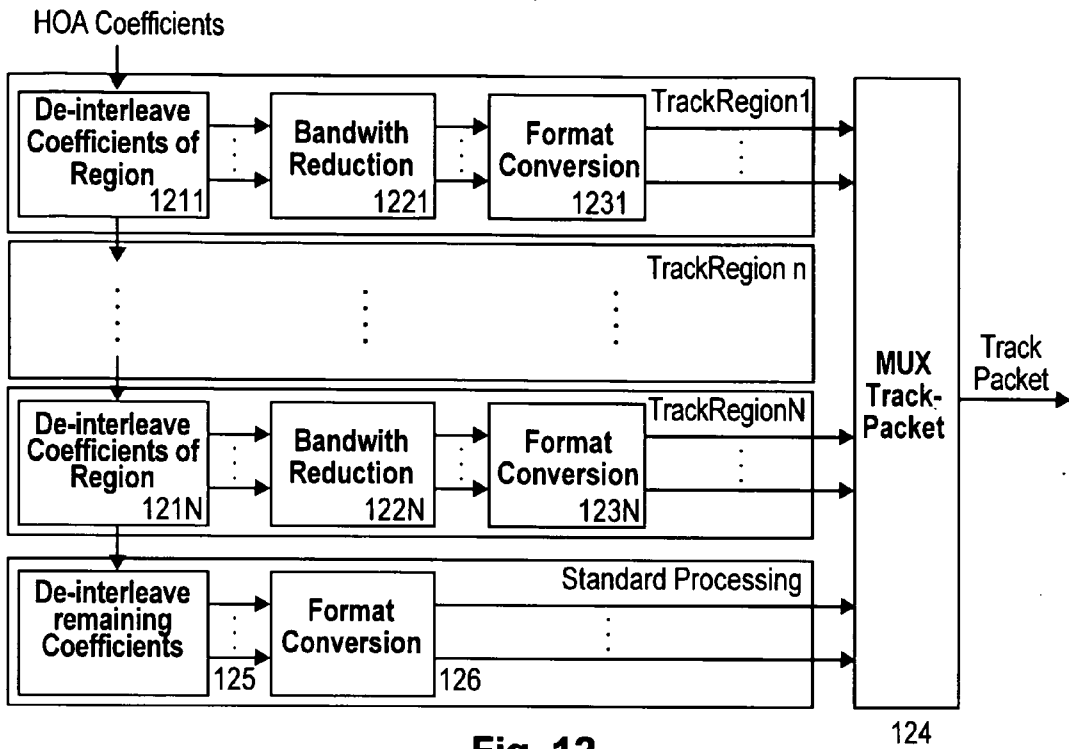 HOA Coefficients
De-interleave
Coefficients of
Region
1211
Bandwith
Reduction
1221
Format
Conversion
1231
TrackRegion1
TrackRegion n
De-interleave
Coefficients of
Region
121N
Bandwith
Reduction
122N
Format
Conversion
123N
TrackRegionN
De-interleave
remaining
Coefficients
125
Format
Conversion
126
Standard Processing
MUX
Track-
Packet
124
Track
Packet